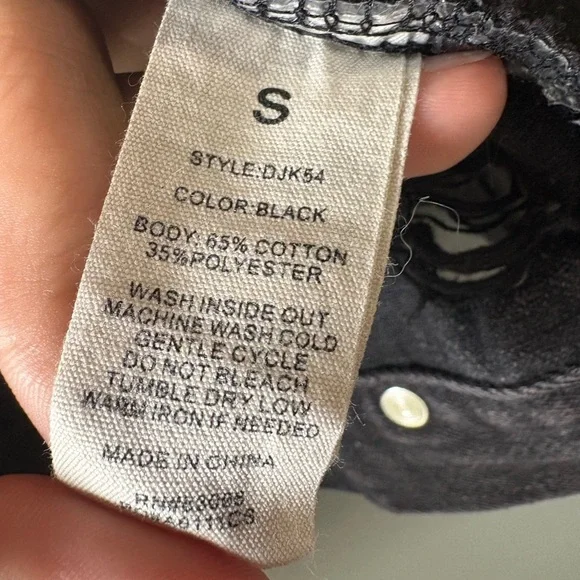 S
STYLE:DJK54
COLOR:BLACK
BODY: 65% COTTON
35%POLYESTER
WASH INSIDE OUT
MACHINE WASH COLD
GENTLE CYCLE
DO NOT BLEACH
TUMBLE DRY LOW
WARM IRON IF NEEDED
MADE IN CHINA